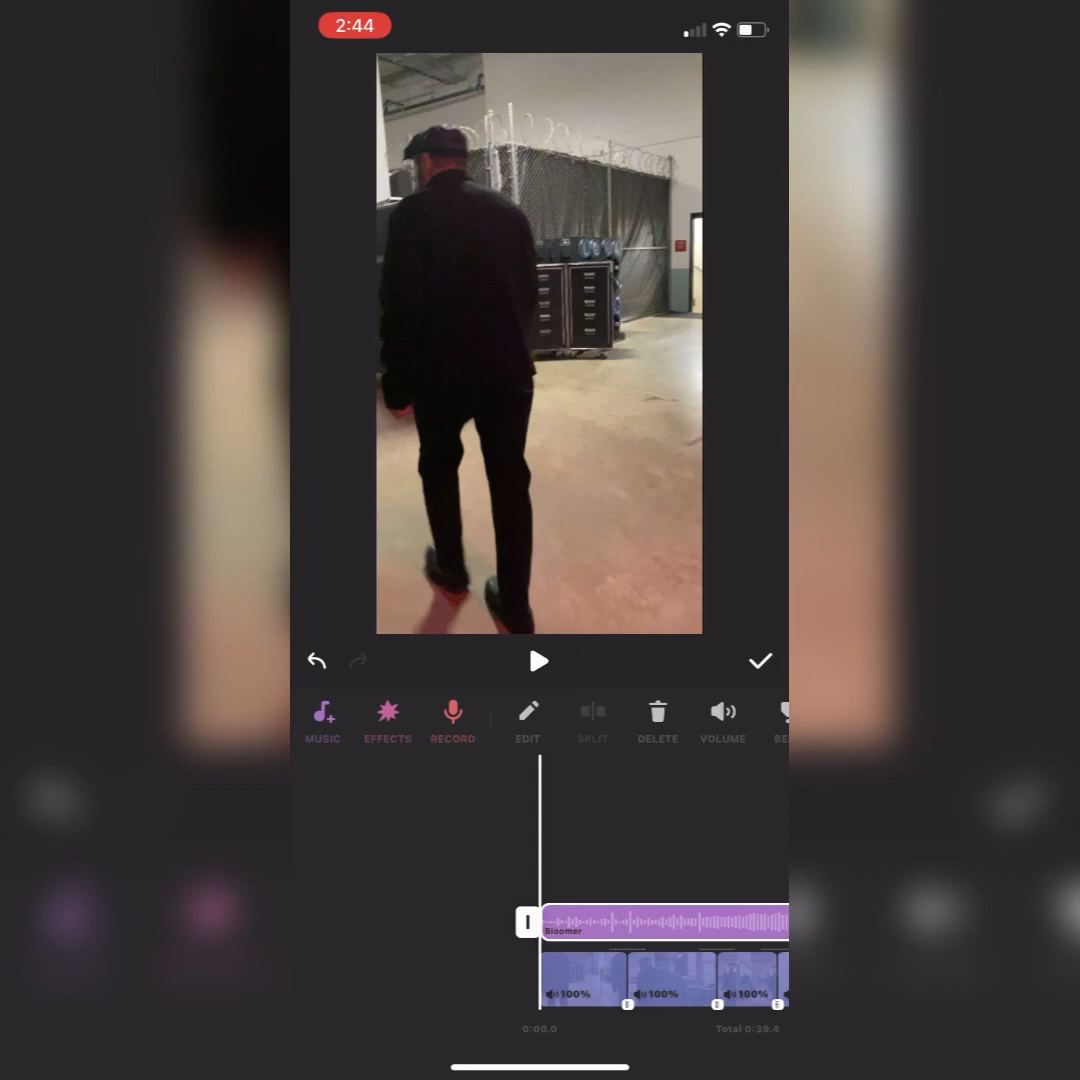 2:44
MUSIC EFFECTS RECORD EDIT SPLIT DELETE VOLUME BE
Bloomer
100% 100% 100%
0:00.0 Total 0:39.4